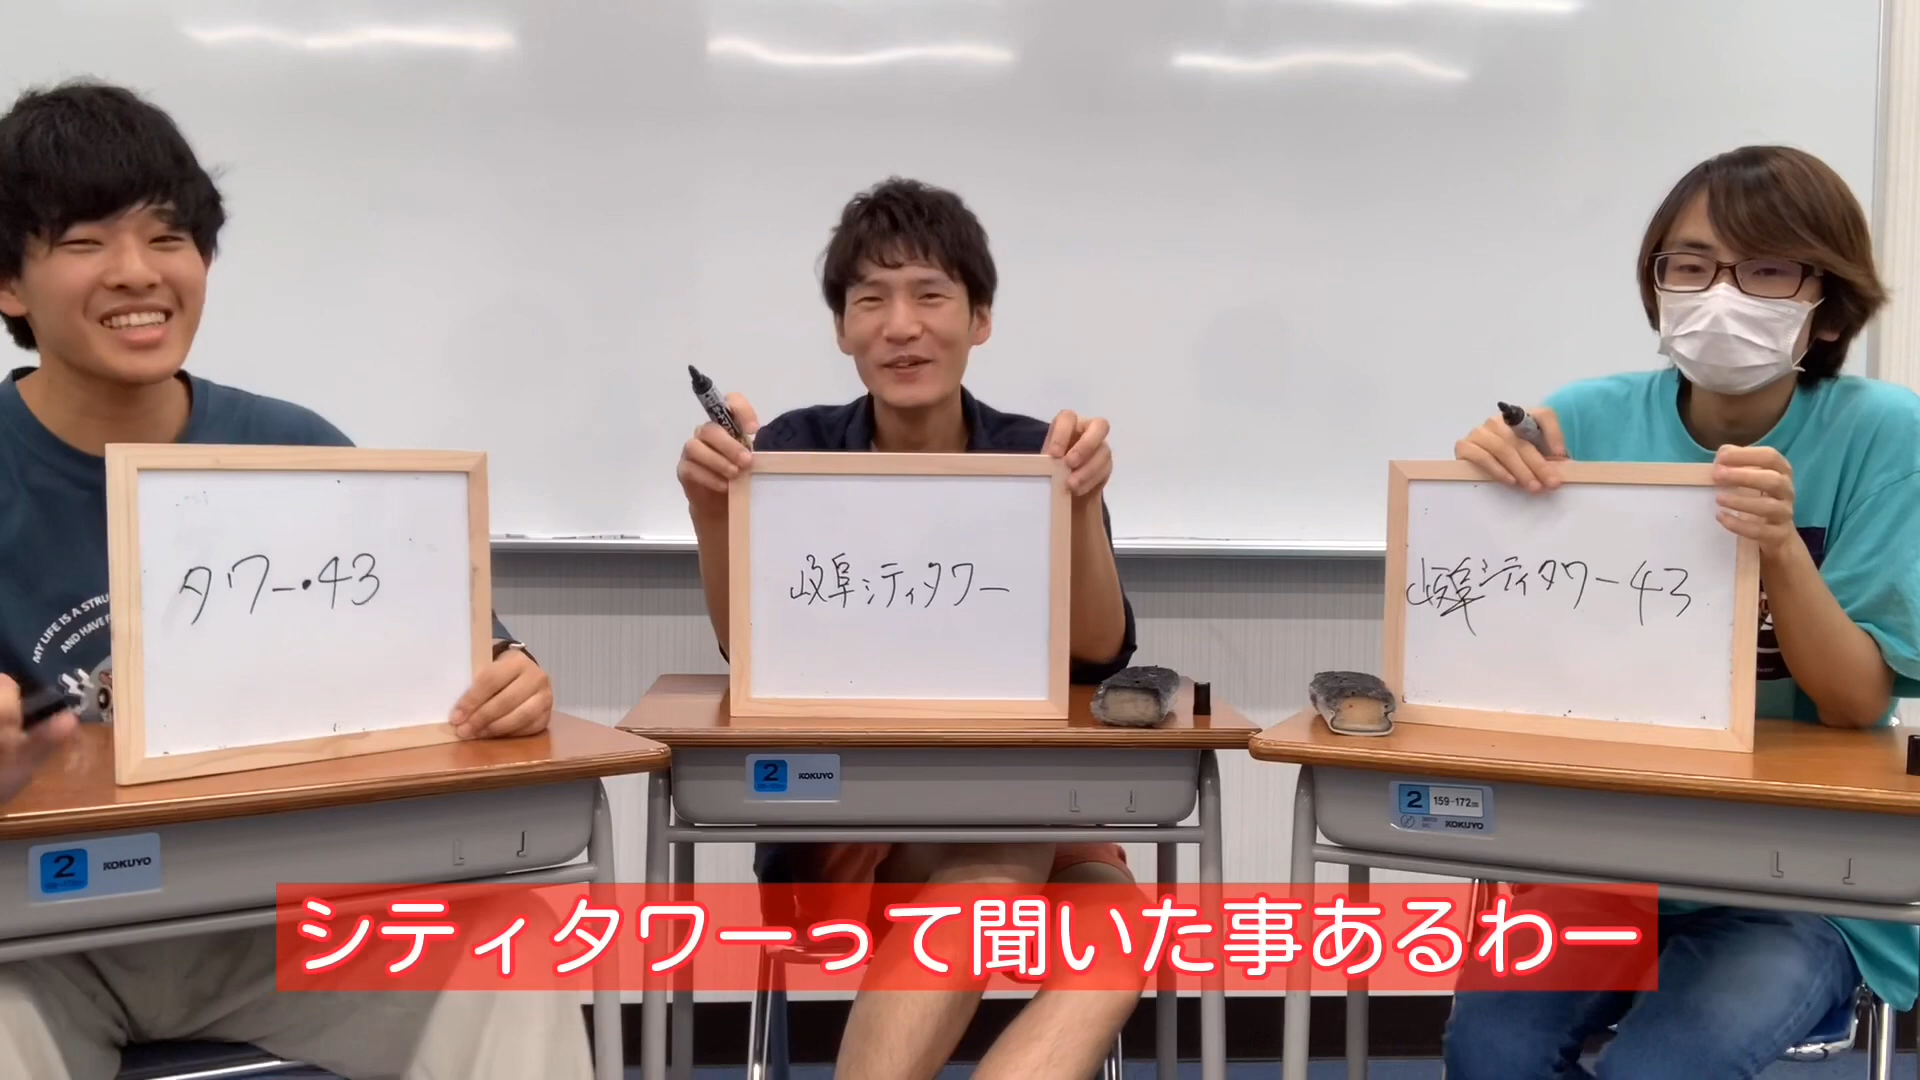 タワー・43
岐阜シティタワー
岐阜シティタワー43
MY LIFE IS A STRU
AND HAVE F
2 KOKUYO
2 KOKUYO
2 159-172
KOKUYO
シティタワーって聞いた事あるわー